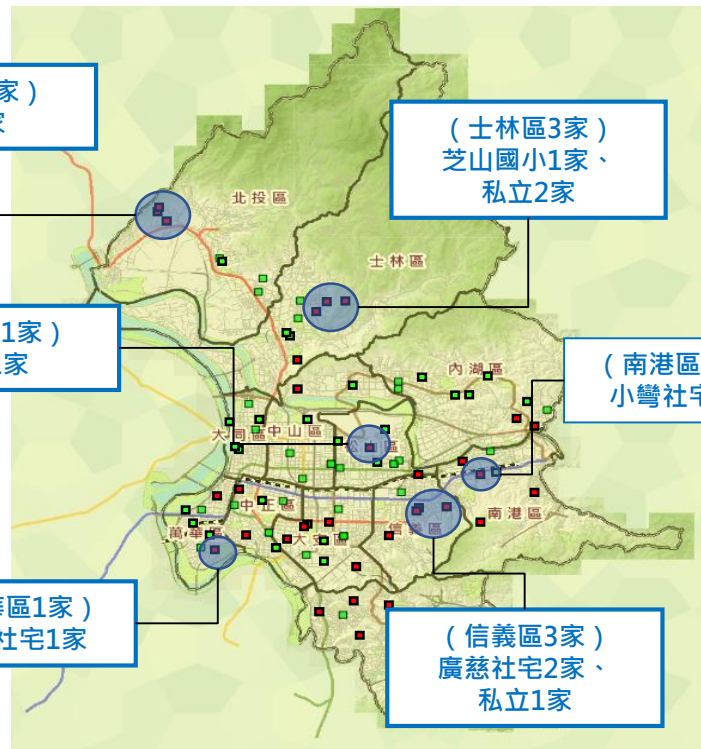 家）
家
（士林區3家）
芝山國小1家、
私立2家
北投區
士林區
1家）
家
內湖區
（南港區
小彎社宅
大同區
中山區
中正區
萬華區
大安區
信義區
南港區
區1家）
社宅1家
（信義區3家）
廣慈社宅2家、
私立1家